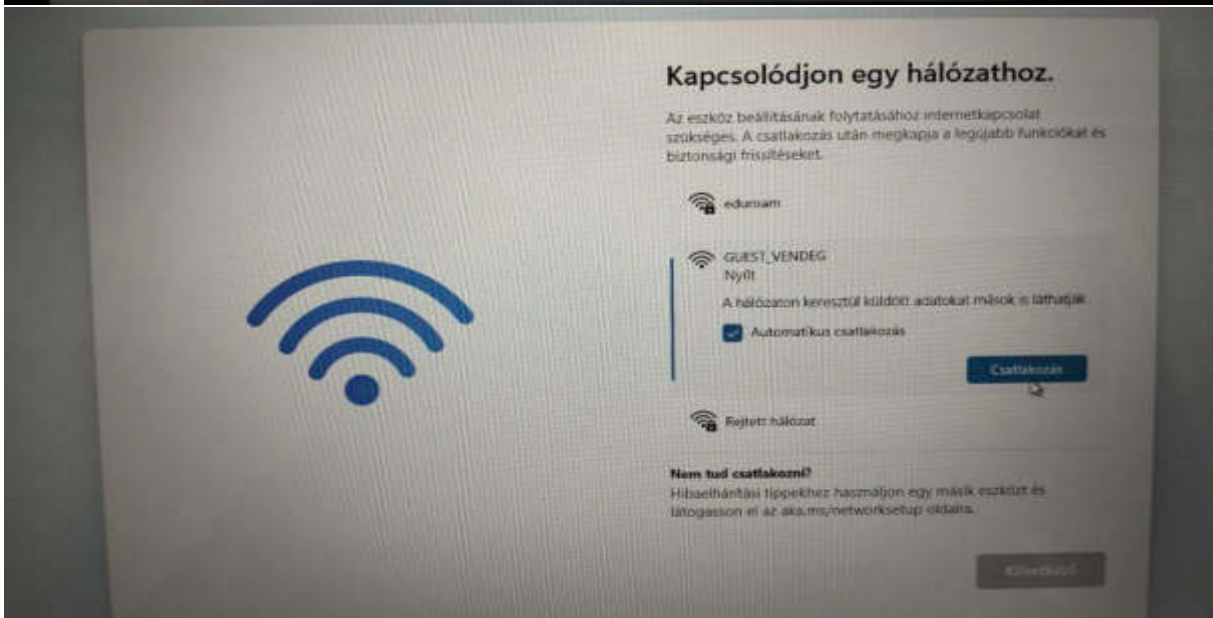 Kapcsolódjon egy hálózathoz.
Az eszköz beállításának folytatásához internetkapcsolat
szükséges. A csatlakozás után megkapja a legújabb funkciókat és
biztonsági frissítéseket.
eduroam
GUEST_VENDEG
Nyílt
A hálózaton keresztül küldött adatokat mások is láthatják
Automatikus csatlakozás
Csatlakozás
Rejtett hálózat
Nem tud csatlakozni?
Hibaelhárítási tippekhez használjon egy másik eszközt és
látogasson el az aka.ms/networksetup oldalra.
Következő